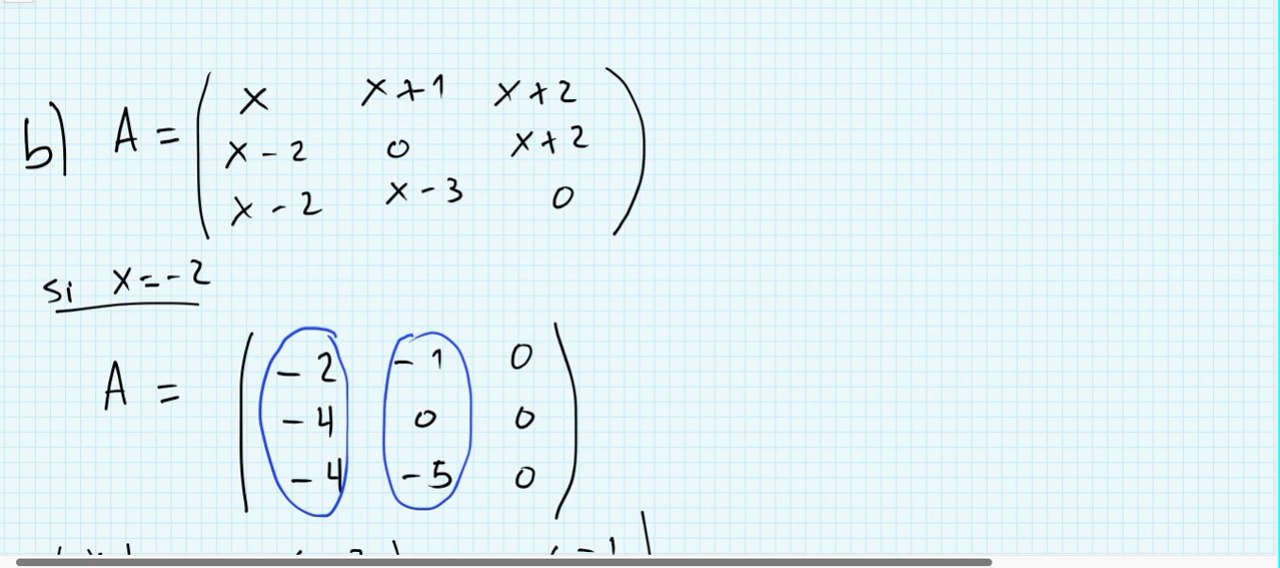 b) A = ( x x+1 x+2
x-2 0 x+2
x-2 x-3 0 )
si x=-2
A = ( -2 -1 0
-4 0 0
-4 -5 0 )